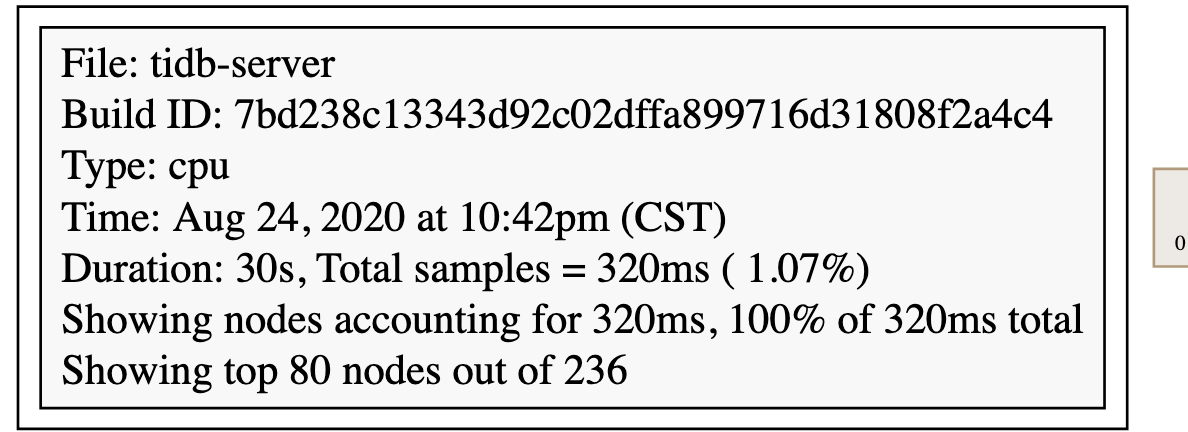 File: tidb-server
Build ID: 7bd238c13343d92c02dffa899716d31808f2a4c4
Type: cpu
Time: Aug 24, 2020 at 10:42pm (CST)
Duration: 30s, Total samples = 320ms ( 1.07%)
Showing nodes accounting for 320ms, 100% of 320ms total
Showing top 80 nodes out of 236
0